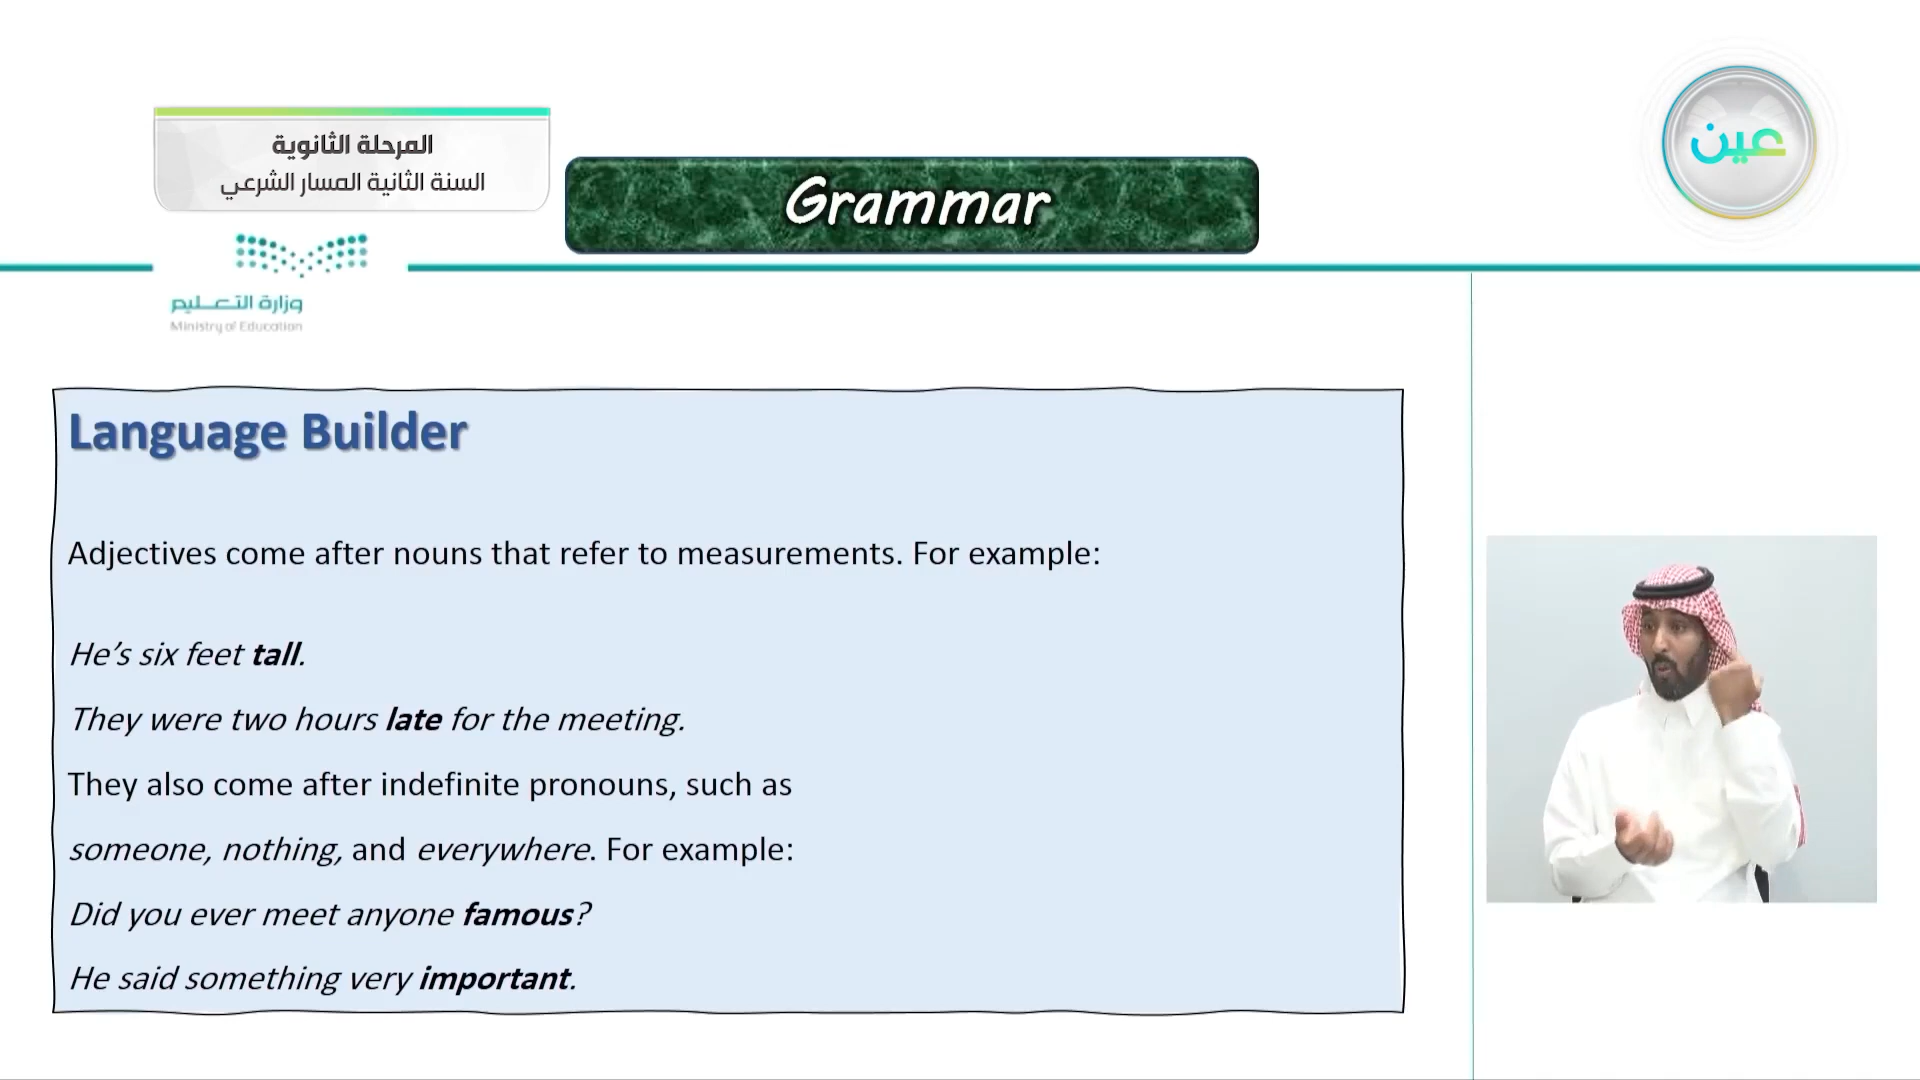 المرحلة الثانوية
السنة الثانية المسار الشرعي
Grammar
عين
وزارة التعليم
Ministry of Education
Language Builder
Adjectives come after nouns that refer to measurements. For example:
He’s six feet tall.
They were two hours late for the meeting.
They also come after indefinite pronouns, such as
someone, nothing, and everywhere. For example:
Did you ever meet anyone famous?
He said something very important.